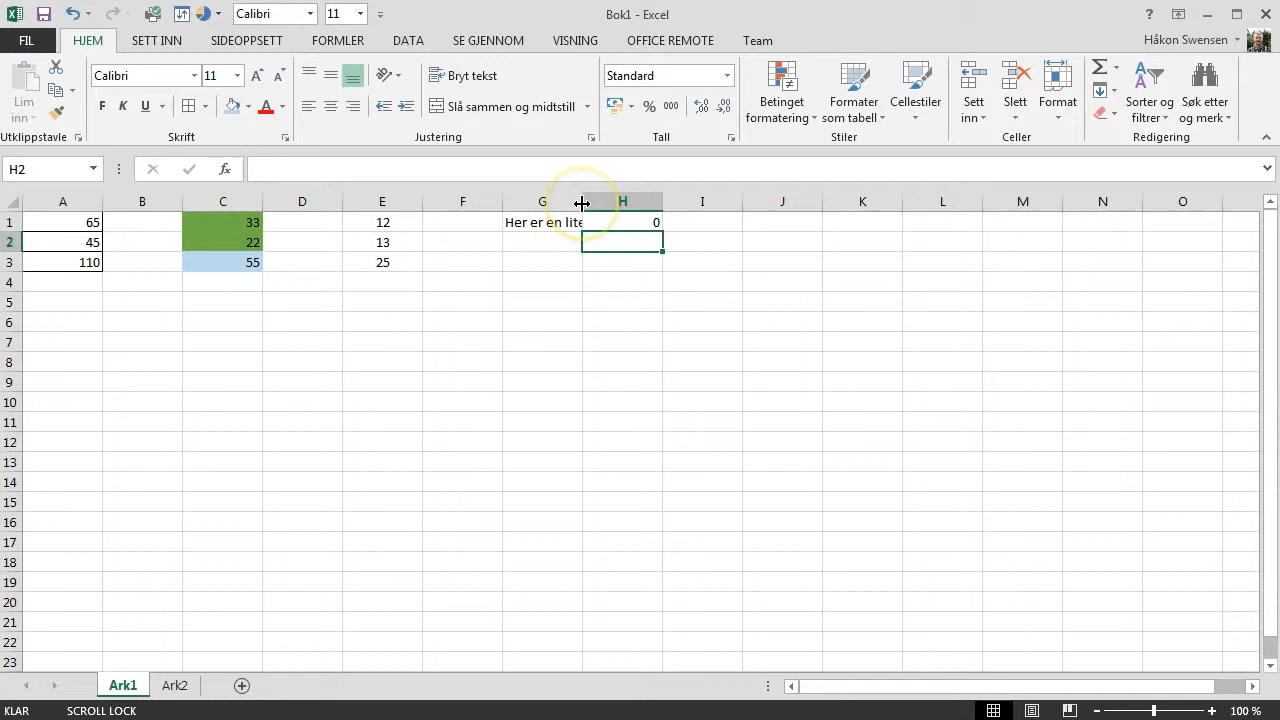 Bok1 - Excel
Calibri 11
?
FIL HJEM SETT INN SIDEOPPSETT FORMLER DATA SE GJENNOM VISNING OFFICE REMOTE Team Håkon Swensen
Lim inn
Calibri 11
Bryt tekst
F K U A
Slå sammen og midtstill
Standard
% 000
Betinget formatering
Formater som tabell
Cellestiler
Sett inn
Slett
Format
Sorter og filtrer
Søk etter og merk
Utklippstavle Skrift Justering Tall Stiler Celler Redigering
H2 fx
A B C D E F G H I J K L M N O
1 65 33 12 Her er en lite 0
2 45 22 13
3 110 55 25
4
5
6
7
8
9
10
11
12
13
14
15
16
17
18
19
20
21
22
23
Ark1 Ark2
KLAR SCROLL LOCK 100 %